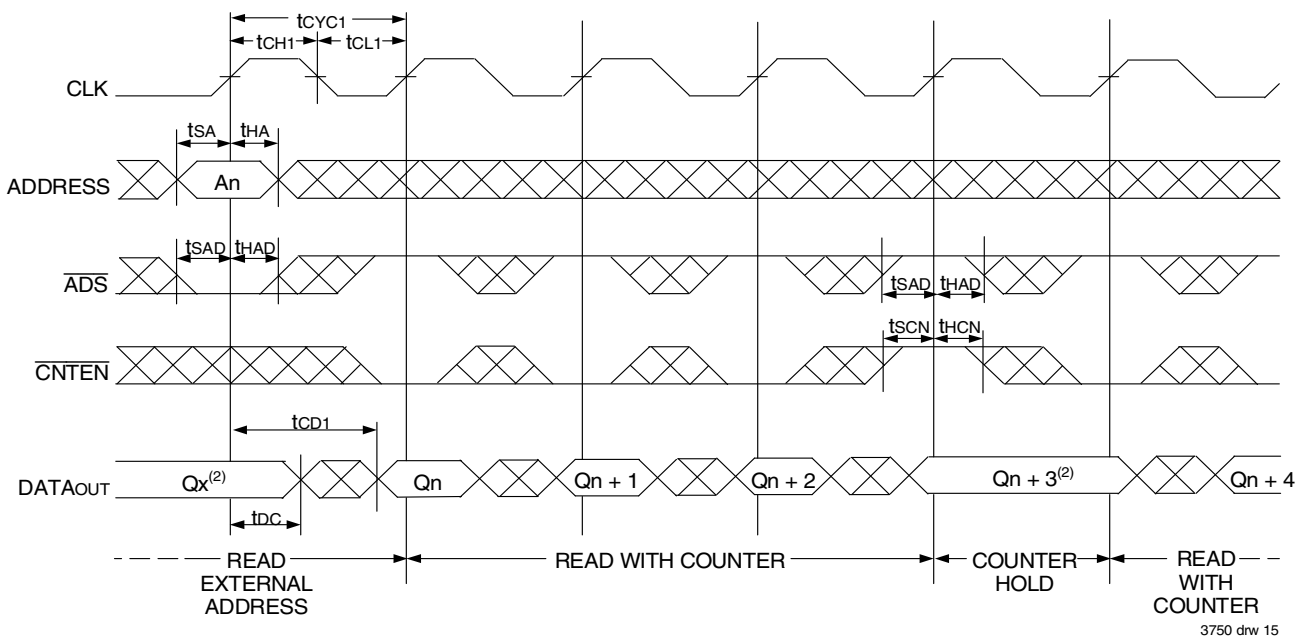 tCYC1
tCH1
tCL1
CLK
tSA
tHA
ADDRESS
An
tSAD
tHAD
ADS
tSAD
tHAD
tSCN
tHCN
CNTEN
tCD1
DATAOUT
Qx(2)
Qn
Qn + 1
Qn + 2
Qn + 3(2)
Qn + 4
tDC
READ
EXTERNAL
ADDRESS
READ WITH COUNTER
COUNTER
HOLD
READ
WITH
COUNTER
3750 drw 15